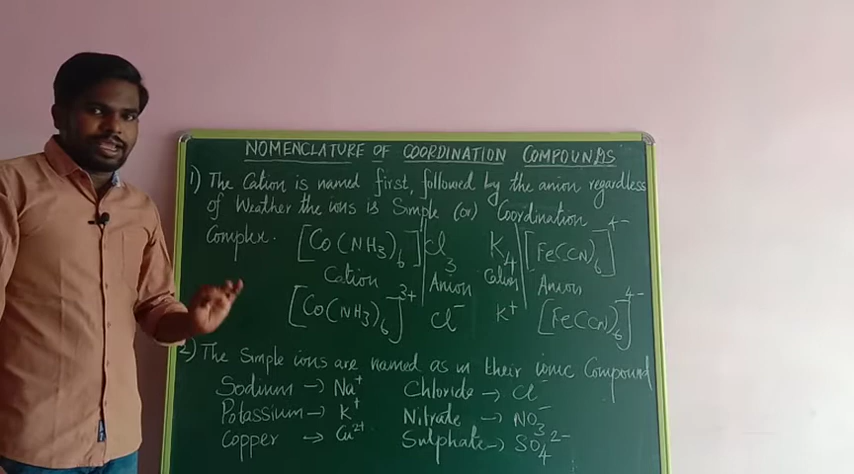 NOMENCLATURE OF COORDINATION COMPOUNDS
1) The Cation is named first, followed by the anion regardless
of Weather the ions is Simple (or) Coordination
Complex. [Co(NH3)6]Cl3 K4[Fe(CN)6]4-
Cation Anion Cation Anion
[Co(NH3)6]3+ Cl- K+ [Fe(CN)6]4-
2) The Simple ions are named as in their ionic Compound
Sodium → Na+ Chloride → Cl-
Potassium → K+ Nitrate → NO3-
Copper → Cu2+ Sulphate → SO4 2-